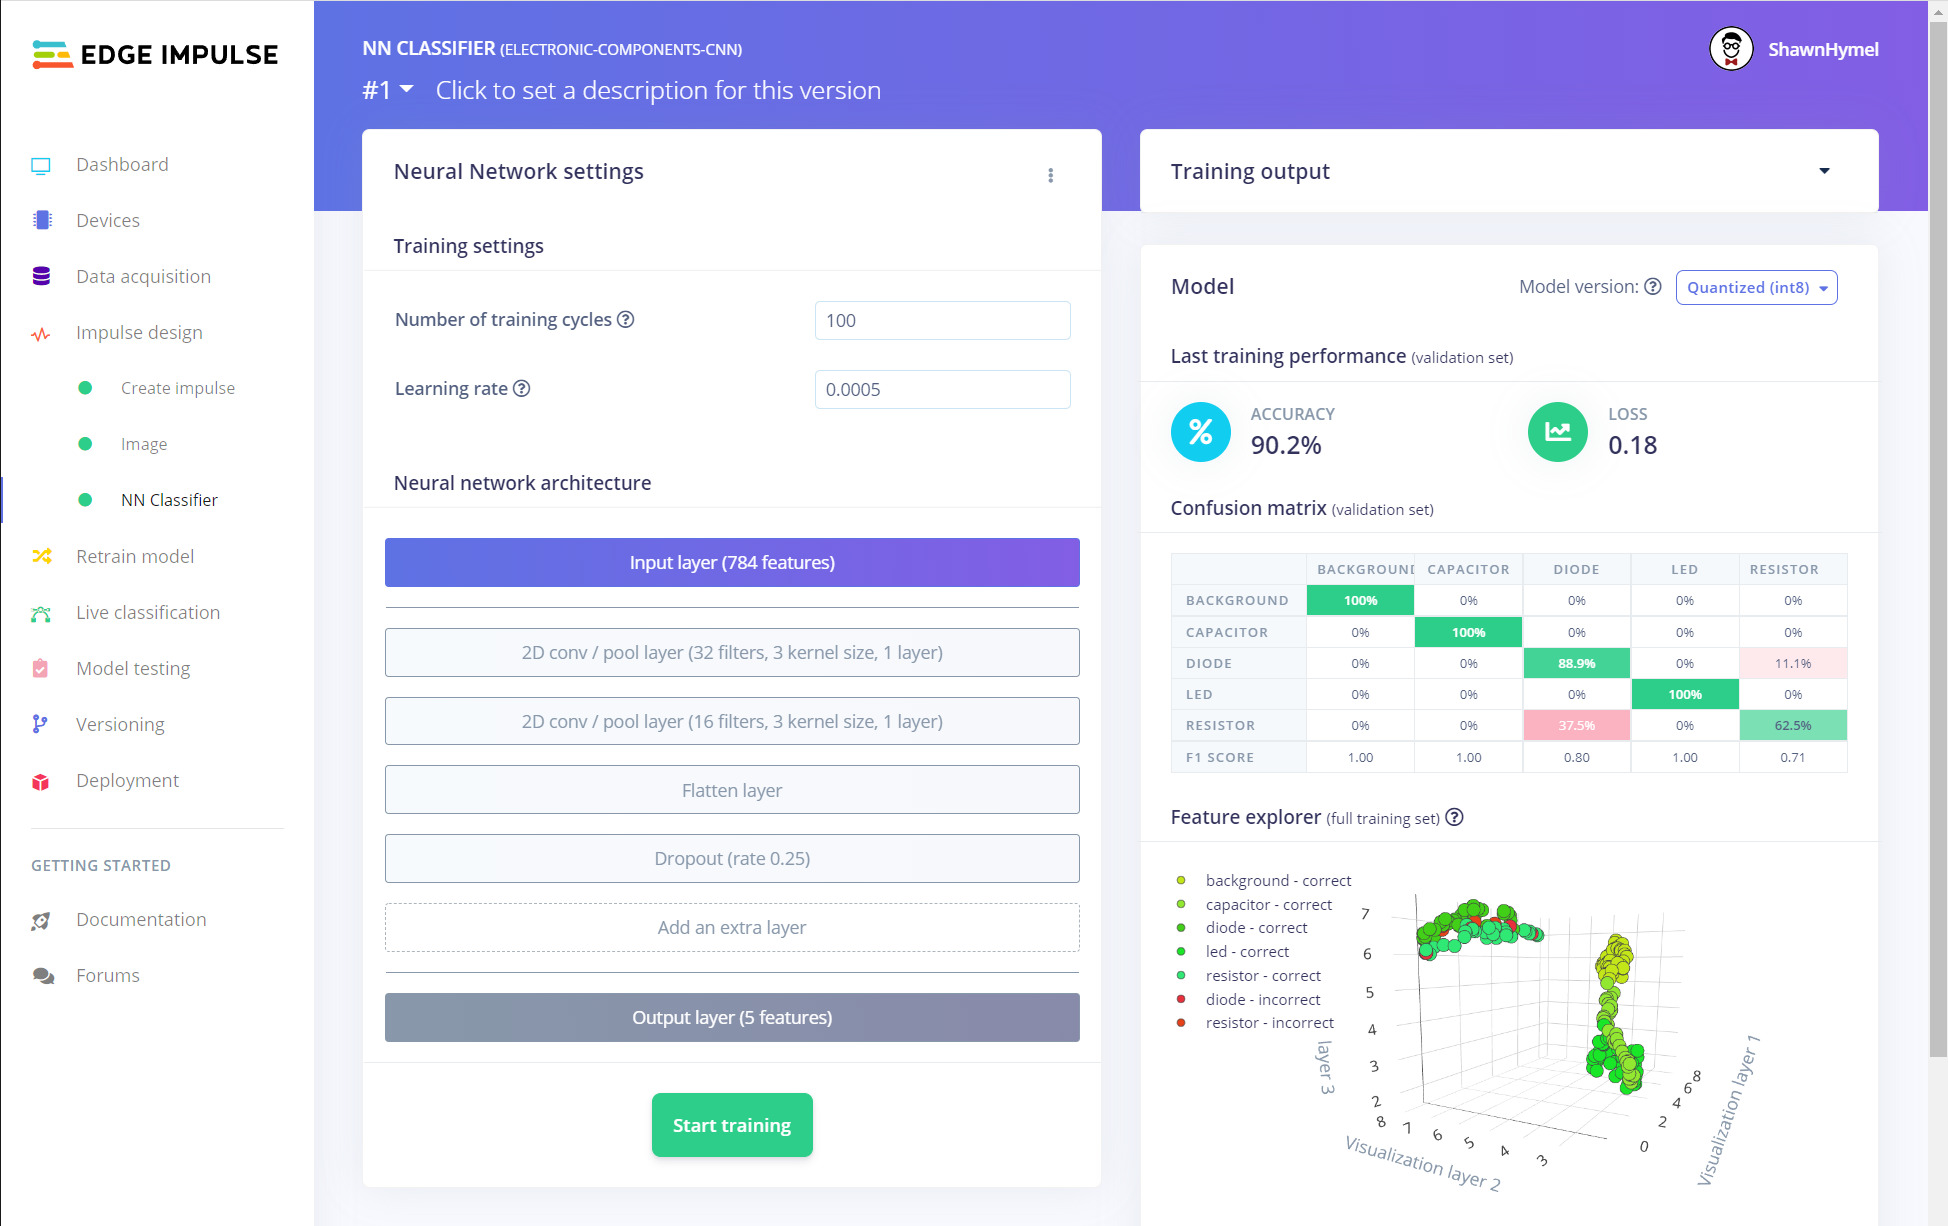 EDGE IMPULSE
Dashboard
Devices
Data acquisition
Impulse design
Create impulse
Image
NN Classifier
Retrain model
Live classification
Model testing
Versioning
Deployment
GETTING STARTED
Documentation
Forums
NN CLASSIFIER (ELECTRONIC-COMPONENTS-CNN)
#1 Click to set a description for this version
ShawnHymel
Neural Network settings
Training settings
Number of training cycles ? 100
Learning rate ? 0.0005
Neural network architecture
Input layer (784 features)
2D conv / pool layer (32 filters, 3 kernel size, 1 layer)
2D conv / pool layer (16 filters, 3 kernel size, 1 layer)
Flatten layer
Dropout (rate 0.25)
Add an extra layer
Output layer (5 features)
Start training
Training output
Model
Model version: ? Quantized (int8)
Last training performance (validation set)
%
ACCURACY
90.2%
LOSS
0.18
Confusion matrix (validation set)
BACKGROUND CAPACITOR DIODE LED RESISTOR
BACKGROUND 100% 0% 0% 0% 0%
CAPACITOR 0% 100% 0% 0% 0%
DIODE 0% 0% 88.9% 0% 11.1%
LED 0% 0% 0% 100% 0%
RESISTOR 0% 0% 37.5% 0% 62.5%
F1 SCORE 1.00 1.00 0.80 1.00 0.71
Feature explorer (full training set) ?
background - correct
capacitor - correct
diode - correct
led - correct
resistor - correct
diode - incorrect
resistor - incorrect
7
6
5
4
3
2
layer 3
8 7 6 5 4 3
Visualization layer 2
0 2 4 6 8
Visualization layer 1